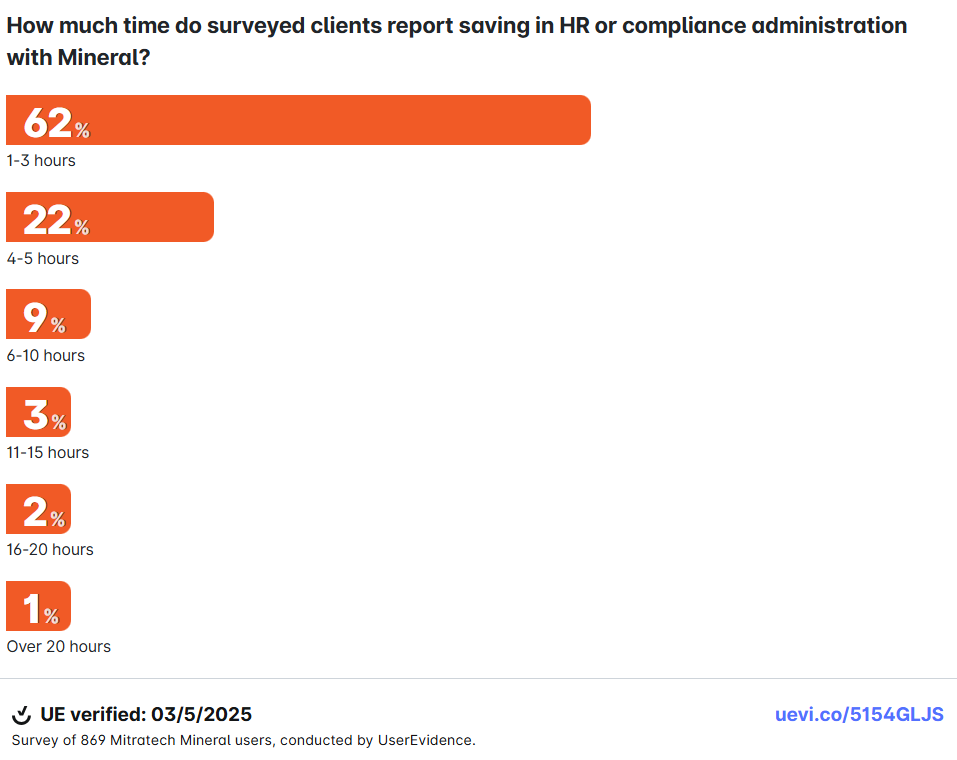 How much time do surveyed clients report saving in HR or compliance administration
with Mineral?
62%
1-3 hours
22%
4-5 hours
9%
6-10 hours
3%
11-15 hours
2%
16-20 hours
1%
Over 20 hours
UE verified: 03/5/2025
uevi.co/5154GLJS
Survey of 869 Mitratech Mineral users, conducted by UserEvidence.